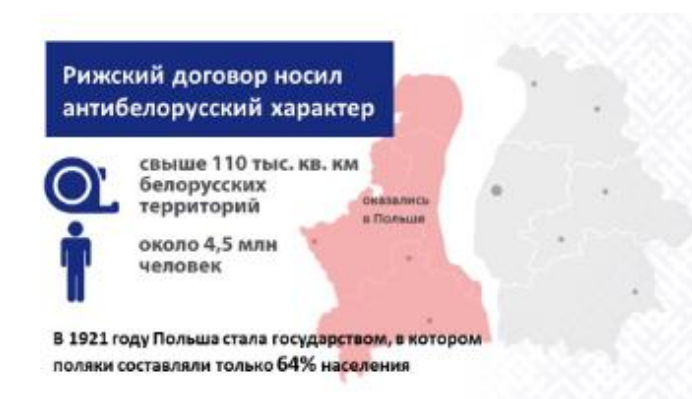 Рижский договор носил
антибелорусский характер
свыше 110 тыс. кв. км
белорусских
территорий
оказались
в Польше
около 4,5 млн
человек
В 1921 году Польша стала государством, в котором
поляки составляли только 64% населения